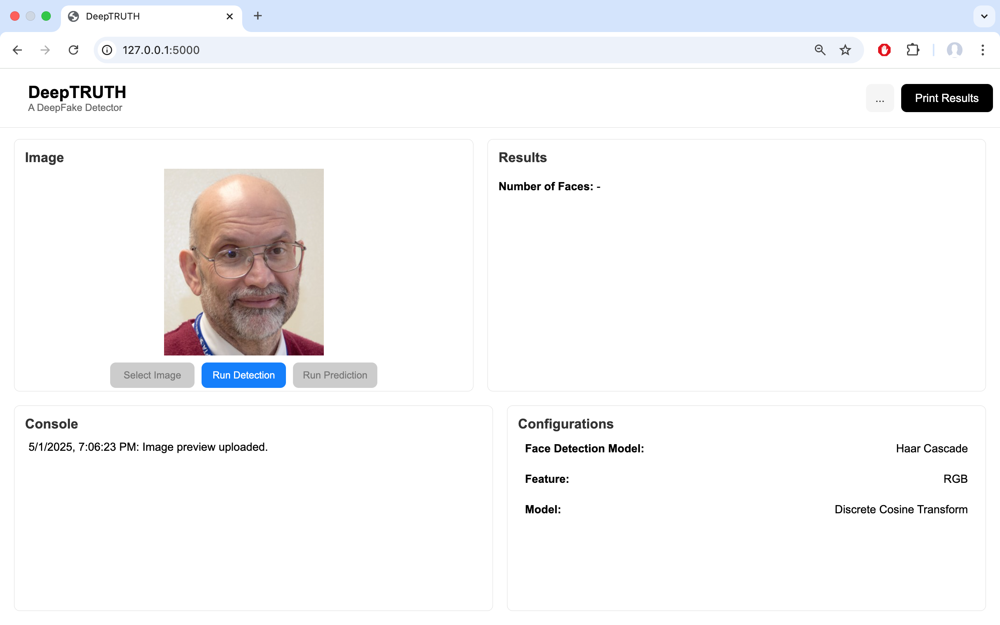 DeepTRUTH
127.0.0.1:5000
DeepTRUTH
A DeepFake Detector
...
Print Results
Image
Select Image
Run Detection
Run Prediction
Results
Number of Faces: -
Console
5/1/2025, 7:06:23 PM: Image preview uploaded.
Configurations
Face Detection Model: Haar Cascade
Feature: RGB
Model: Discrete Cosine Transform